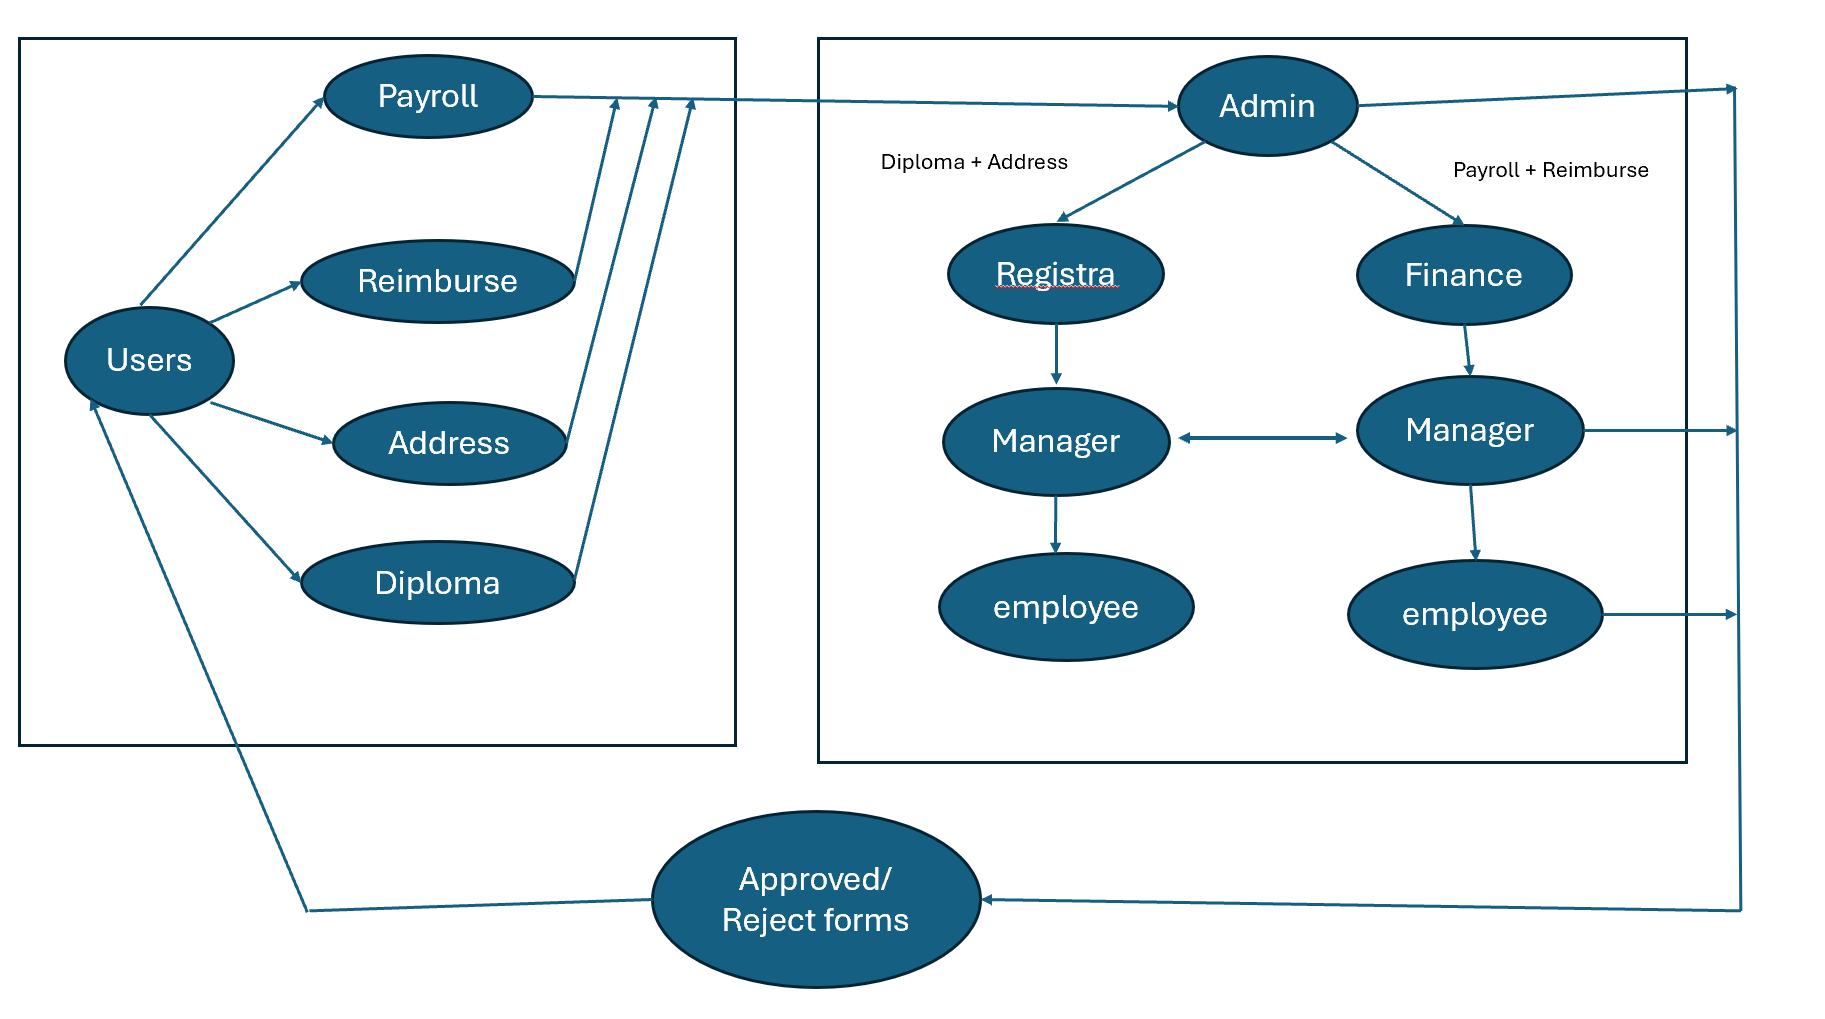 Payroll
Admin
Diploma + Address
Payroll + Reimburse
Reimburse
Registra
Finance
Users
Address
Manager
Manager
Diploma
employee
employee
Approved/
Reject forms